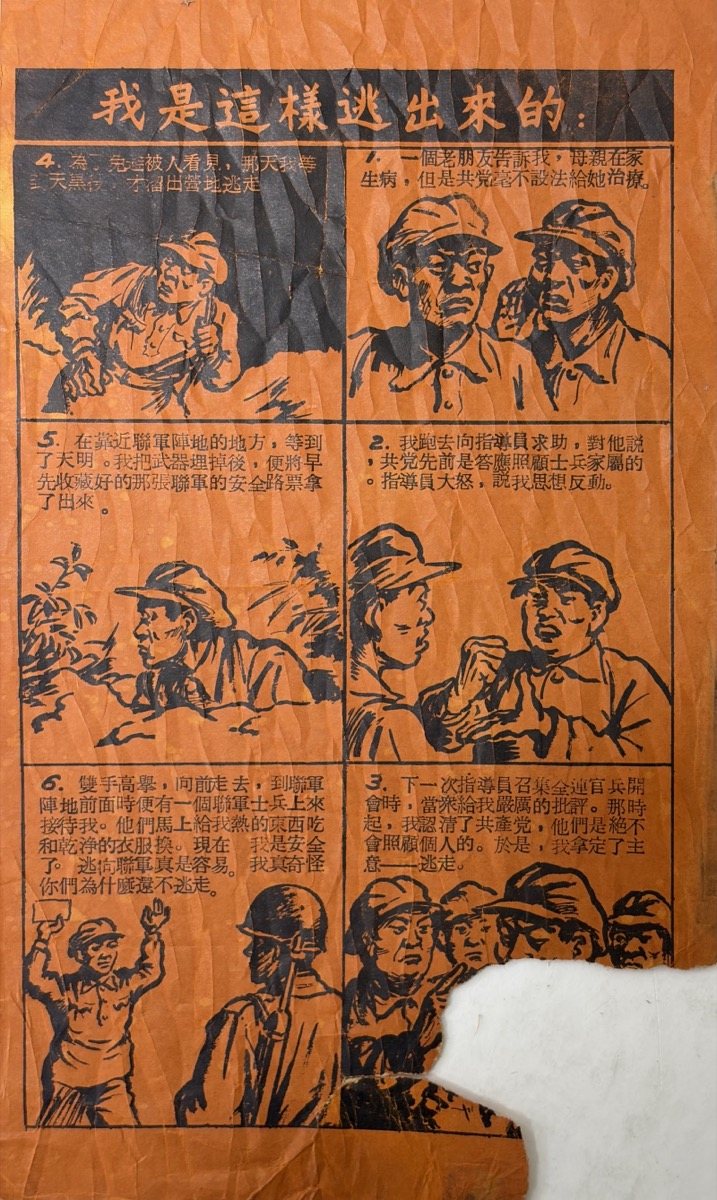 我是這樣逃出來的：
1. 一個老朋友告訴我，母親在家
生病，但是共党毫不設法給她治療。
2. 我跑去向指導員求助，對他説
，共党先前是答應照顧士兵家屬的
。指導員大怒，説我思想反動。
3. 下一次指導員召集全連官兵開
會時，當衆給我嚴厲的批評。那時
起，我認清了共產党，他們是絕不
會照顧個人的。於是，我拿定了主
意——逃走。
4. 為了免超被人看見，那天我等
天黑後，才溜出營地逃走
5. 在靠近聯軍陣地的地方，等到
了天明。我把武器埋掉後，便將早
先收藏好的那張聯軍的安全路票拿
了出來。
6. 雙手高舉，向前走去，到聯軍
陣地前面時便有一個聯軍士兵上來
接待我。他們馬上給我熱的東西吃
和乾淨的衣服換。現在 我是安全
了。逃向聯軍真是容易。我真奇怪
你們為什麼還不逃走。